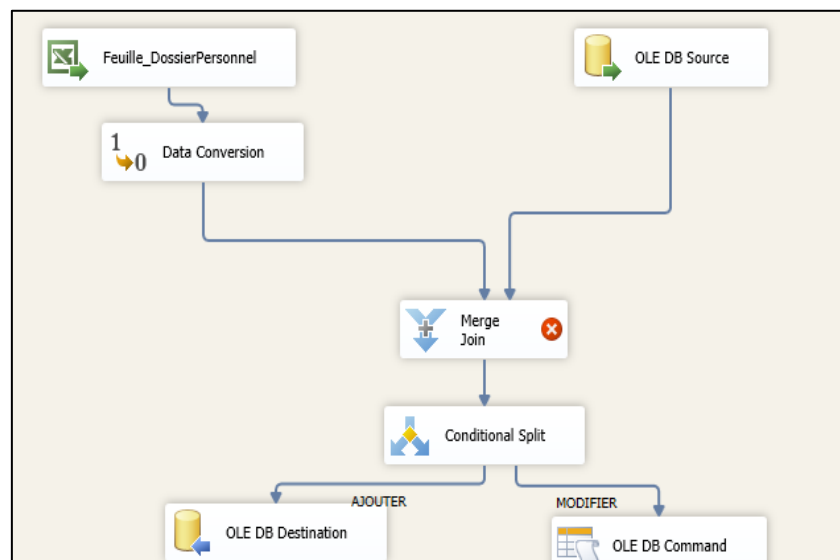 Feuille_DossierPersonnel
OLE DB Source
1
0
Data Conversion
Merge
Join
Conditional Split
AJOUTER
MODIFIER
OLE DB Destination
OLE DB Command